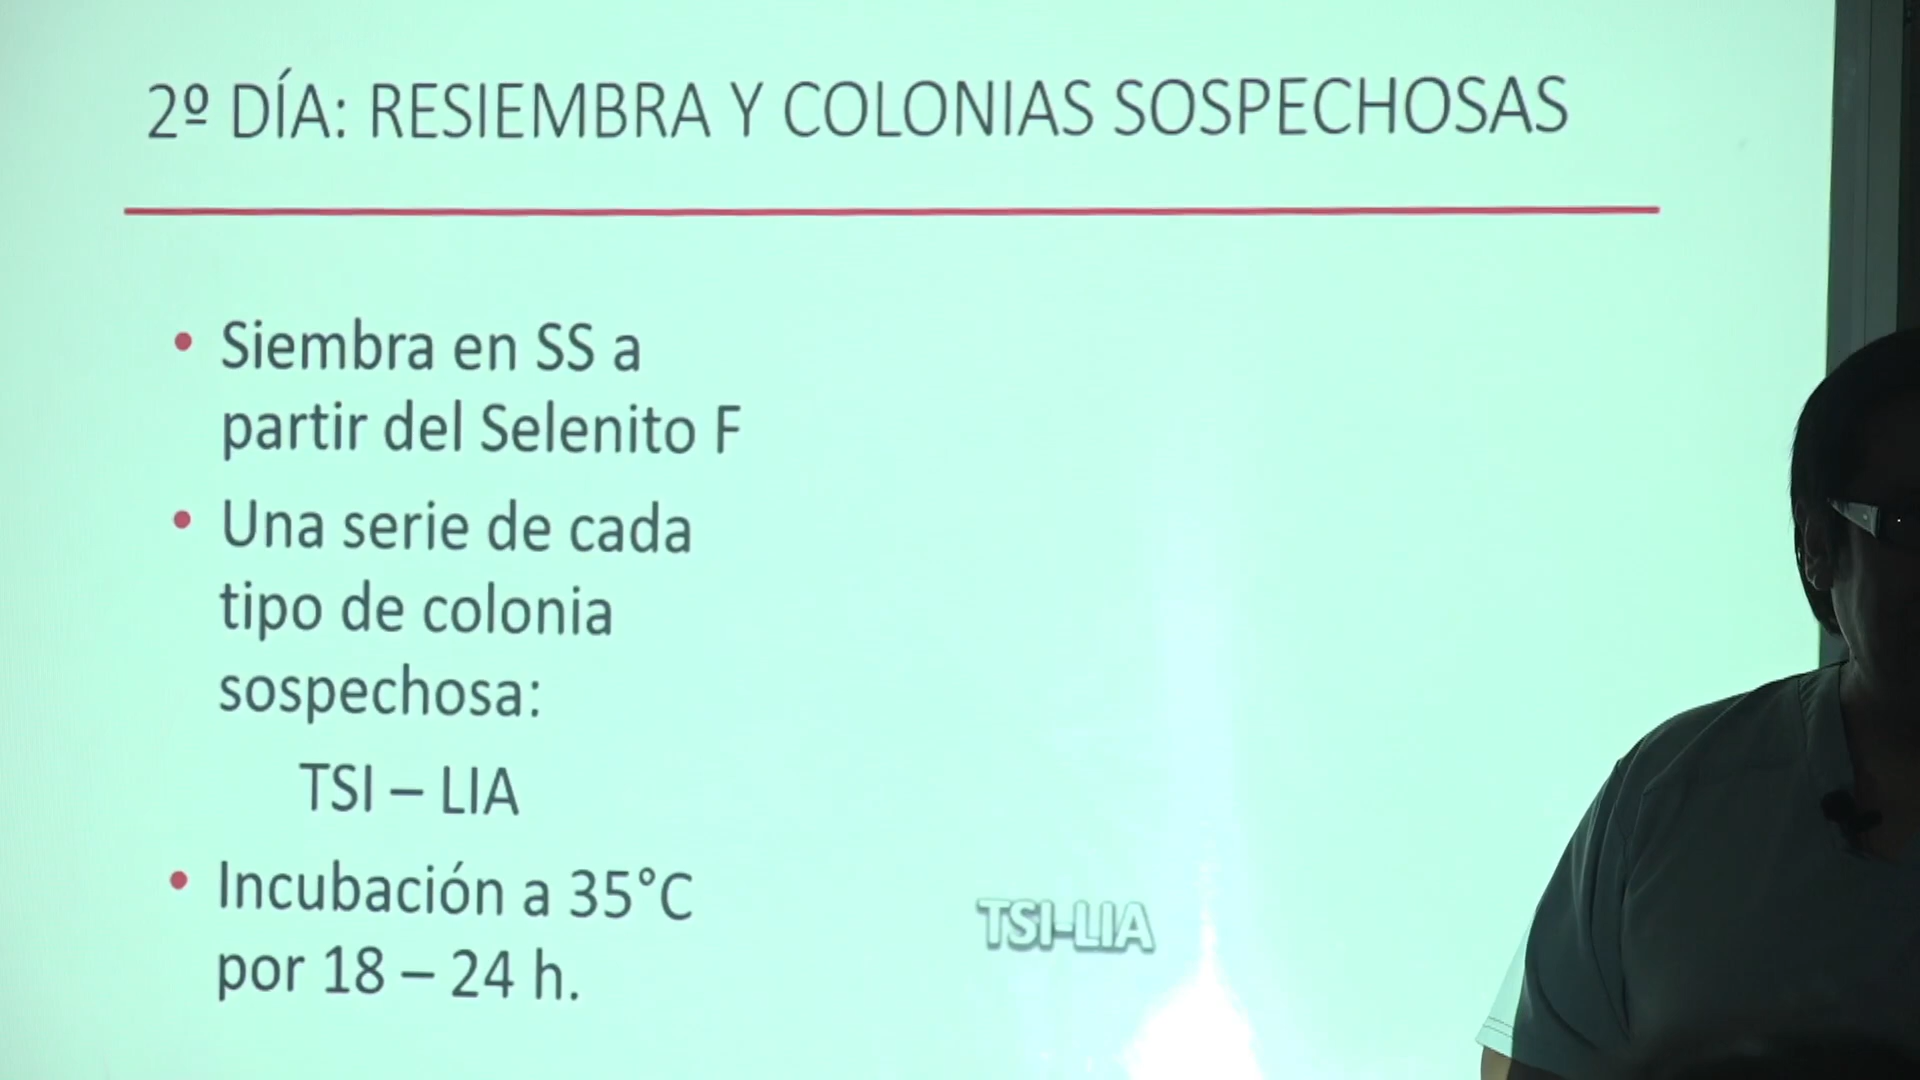 2º DÍA: RESIEMBRA Y COLONIAS SOSPECHOSAS
• Siembra en SS a
partir del Selenito F
• Una serie de cada
tipo de colonia
sospechosa:
TSI – LIA
• Incubación a 35°C
por 18 – 24 h.
TSI-LIA